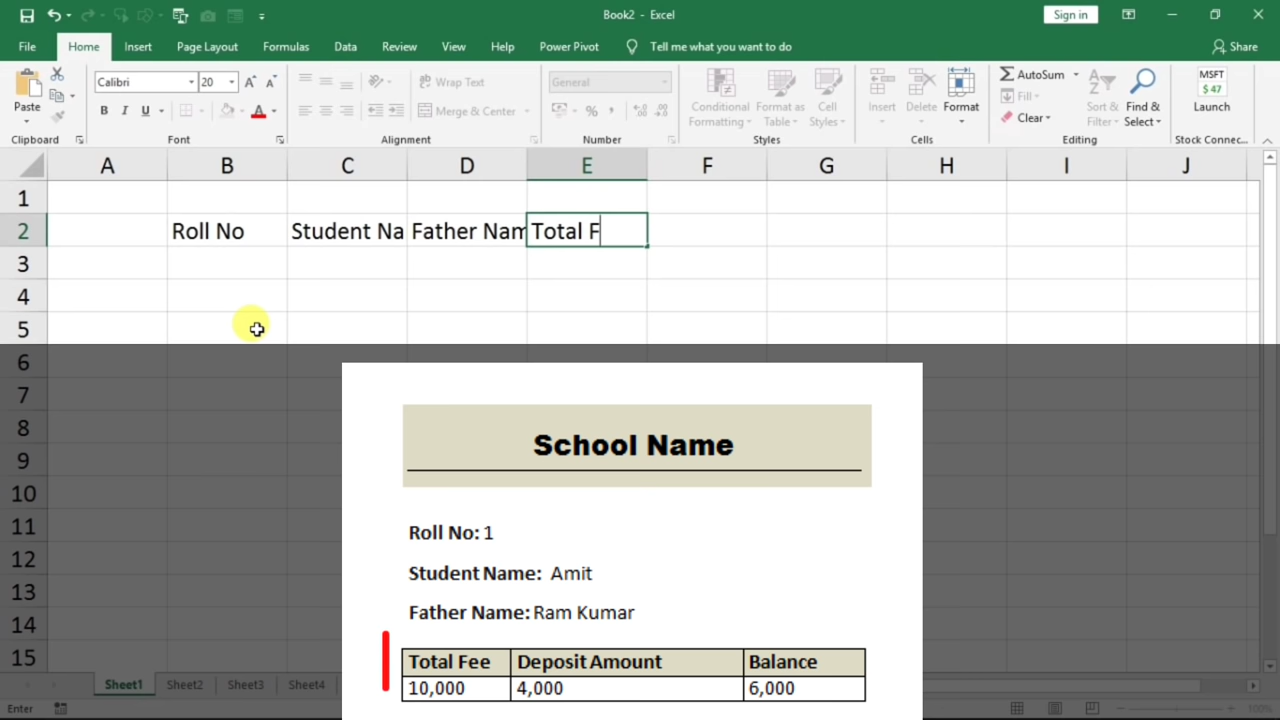 Book2 - Excel
Sign in
File Home Insert Page Layout Formulas Data Review View Help Power Pivot Tell me what you want to do Share
Paste
Calibri 20
B I U A
Wrap Text
Merge & Center
General
%
Conditional Formatting
Format as Table
Cell Styles
Insert
Delete
Format
AutoSum
Fill
Clear
Sort & Filter
Find & Select
MSFT
$ 47
Launch
Clipboard Font Alignment Number Styles Cells Editing Stock Connec...
A B C D E F G H I J
1
2 Roll No Student Na Father Nam Total F
3
4
5
6
7
8
9
10
11
12
13
14
15
School Name
Roll No: 1
Student Name: Amit
Father Name: Ram Kumar
Total Fee Deposit Amount Balance
10,000 4,000 6,000
Sheet1 Sheet2 Sheet3 Sheet4
Enter
100%